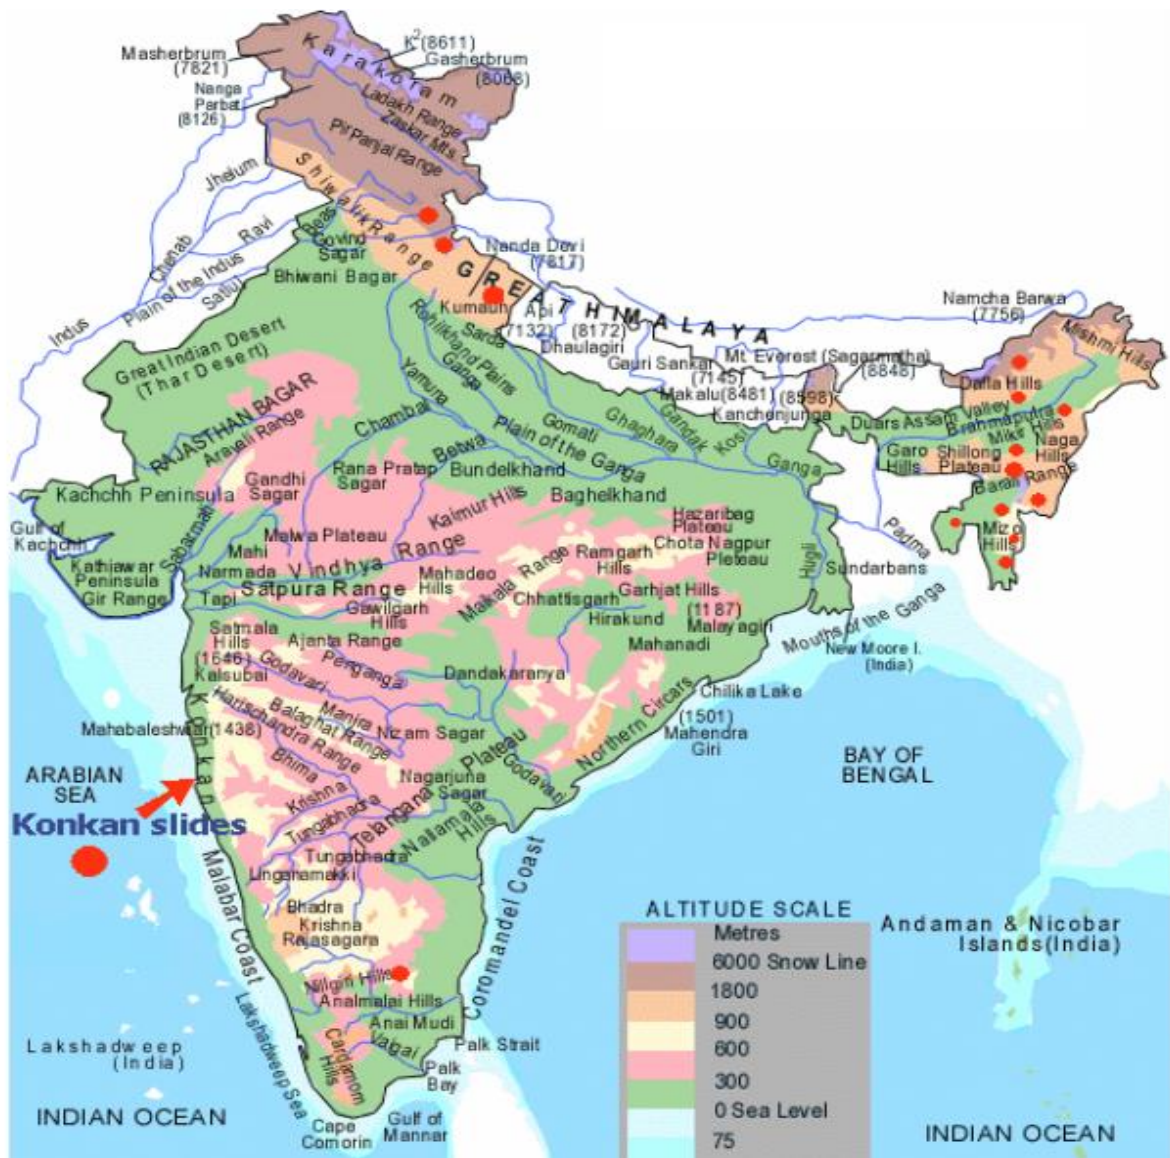 Masherbrum
(7821)
K2(8611)
Gasherbrum
(8068)
Karakoram
Nanga
Parbat
(8126)
Ladakh Range
Zaskar Mts.
Pir Panjal Range
Jhelum
Shiwalik Range
Chenab
Ravi
Beas
Govind
Sagar
Nanda Devi
(7817)
Plain of the Indus
Satluj
Bhiwani Bagar
GREAT HIMALAYA
Indus
Kumaun
Api
(7132)
(8172)
Dhaulagiri
Namcha Barwa
(7756)
Mishmi Hills
Great Indian Desert
(Thar Desert)
Rohilkhand Plains
Sarda
Ganga
Gauri Sankar
(7145)
Mt. Everest (Sagarmatha)
(8848)
Makalu(8481)
(8598)
Kanchenjunga
Dafla Hills
Yamuna
RAJASTHAN BAGAR
Aravali Range
Chambal
Betwa
Plain of the Ganga
Gomati
Ghaghara
Gandak
Kosi
Ganga
Duars
Assam Valley
Brahmaputra
Mikir Hills
Garo
Hills
Shillong
Plateau
Naga
Hills
Barail Range
Kachchh Peninsula
Gandhi
Sagar
Rana Pratap
Sagar
Bundelkhand
Baghelkhand
Gulf of
Kachchh
Sabarmati
Malwa Plateau
Kaimur Hills
Hazaribag
Plateau
Chota Nagpur
Pleteau
Ramgarh
Hills
Padma
Mizo
Hills
Kathiawar
Peninsula
Gir Range
Mahi
Narmada
Vindhya Range
Mahadeo
Hills
Maikala Range
Hugli
Sundarbans
Tapi
Satpura Range
Gawilgarh
Hills
Chhattisgarh
Garhjat Hills
(1187)
Malayagiri
Hirakund
Mahanadi
Mouths of the Ganga
New Moore I.
(India)
Satmala
Hills
(1646)
Kalsubai
Ajanta Range
Godavari
Penganga
Dandakaranya
Chilika Lake
Konkan
Harischandra Range
Balaghat Range
Manjra
Nizam Sagar
Northern Circars
(1501)
Mahendra
Giri
Mahabaleshwar(1438)
BAY OF
BENGAL
ARABIAN
SEA
Bhima
Krishna
Nagarjuna
Sagar
Telangana Plateau
Godavari
Konkan slides
Tungabhadra
Nallamala
Hills
Malabar Coast
Tungabhadra
Linganamakki
Coromandel Coast
Bhadra
Krishna
Rajasagara
ALTITUDE SCALE
Metres
6000 Snow Line
1800
900
600
300
0 Sea Level
75
Andaman & Nicobar
Islands(India)
Nilgiri Hills
Analmalai Hills
Anai Mudi
Lakshadweep
(India)
Lakshadweep Sea
Cardamom
Hills
Vaigai
Palk Strait
Palk
Bay
INDIAN OCEAN
Cape
Comorin
Gulf of
Mannar
INDIAN OCEAN